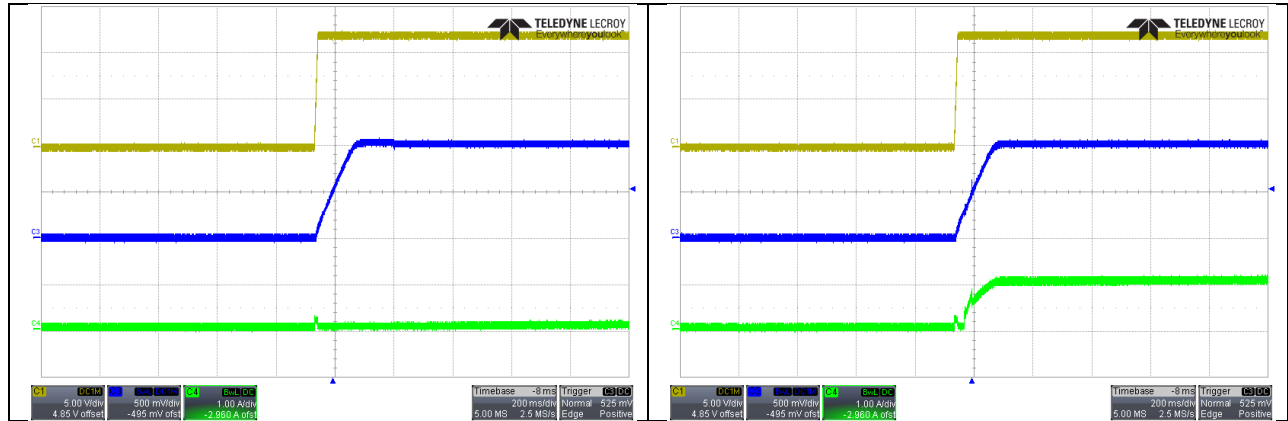 TELEDYNE LECROY
Everywhereyoulook™
C1
C3
C4
C1 DC1M
5.00 V/div
4.85 V offset
500 mV/div
-495 mV ofst
C4 BwL DC
1.00 A/div
-2.960 A ofst
Timebase -8 ms
200 ms/div
5.00 MS 2.5 MS/s
Trigger C3 DC
Normal 525 mV
Edge Positive
TELEDYNE LECROY
Everywhereyoulook™
C1
C3
C4
C1 DC1M
5.00 V/div
4.85 V offset
500 mV/div
-495 mV ofst
C4 BwL DC
1.00 A/div
-2.960 A ofst
Timebase -8 ms
200 ms/div
5.00 MS 2.5 MS/s
Trigger C3 DC
Normal 525 mV
Edge Positive